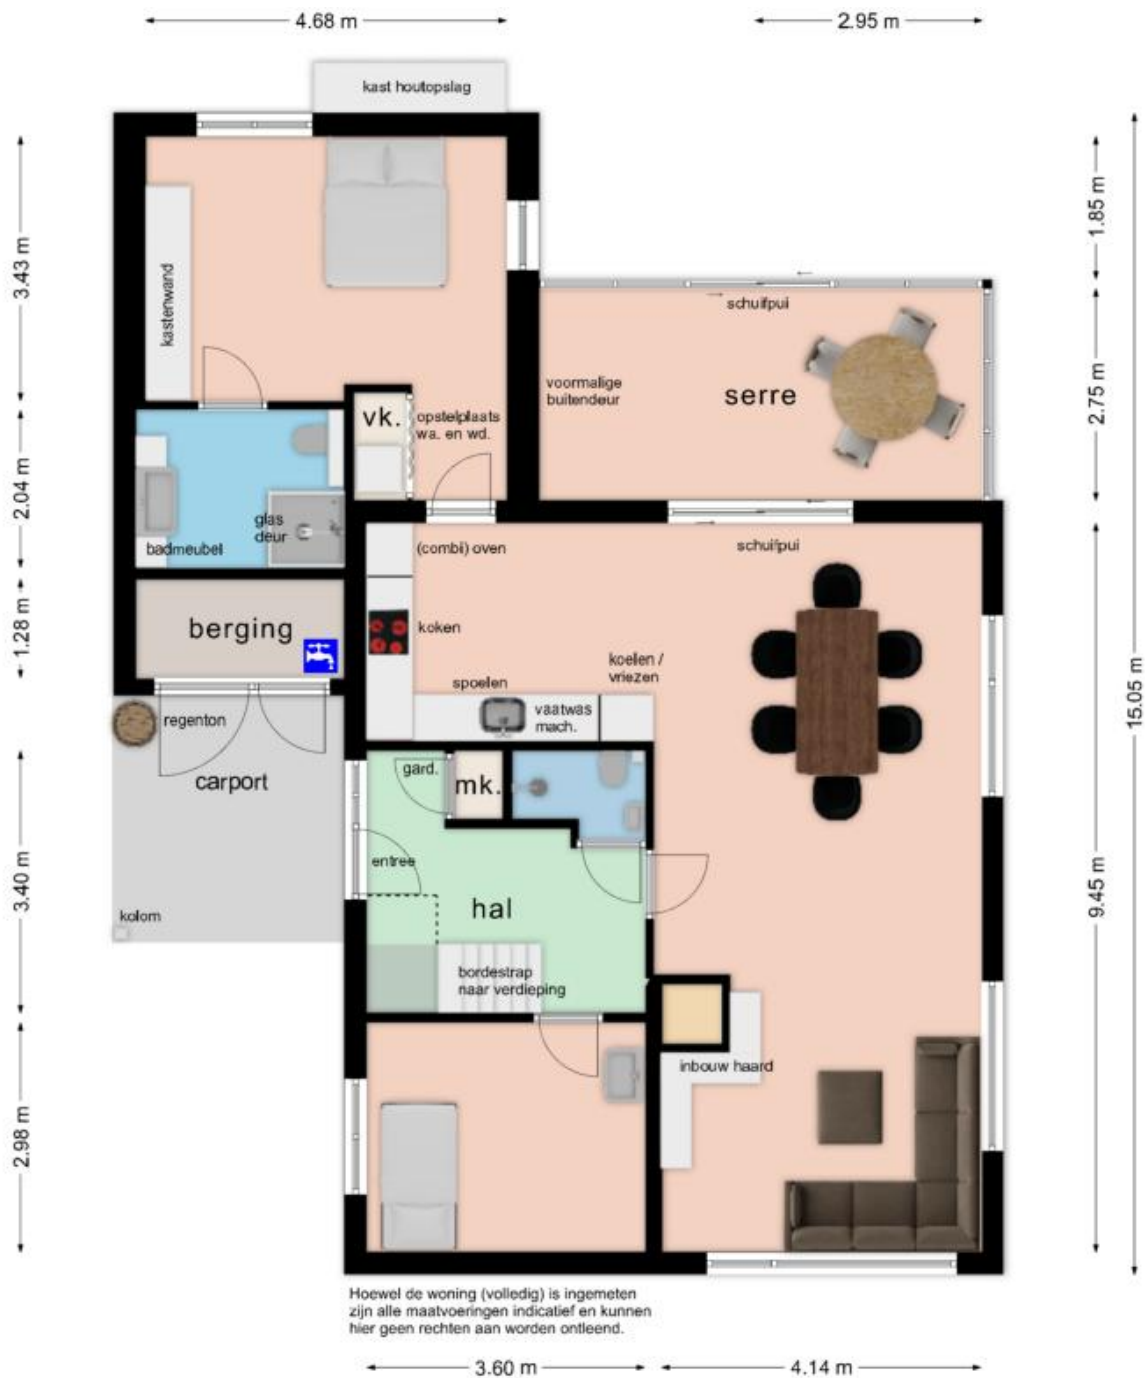 4.68 m
2.95 m
kast houtopslag
3.43 m
1.85 m
kastenwand
schuifpui
voormalige
buitendeur
serre
2.75 m
vk.
opstelplaats
wa. en wd.
2.04 m
glas
deur
badmeubel
(combi) oven
schuifpui
1.28 m
berging
koken
koelen /
vriezen
spoelen
vaatwas
mach.
15.05 m
regenton
carport
gard.
mk.
entree
3.40 m
hal
9.45 m
kolom
bordestrap
naar verdieping
inbouw haard
2.98 m
Hoewel de woning (volledig) is ingemeten
zijn alle maatvoeringen indicatief en kunnen
hier geen rechten aan worden ontleend.
3.60 m
4.14 m